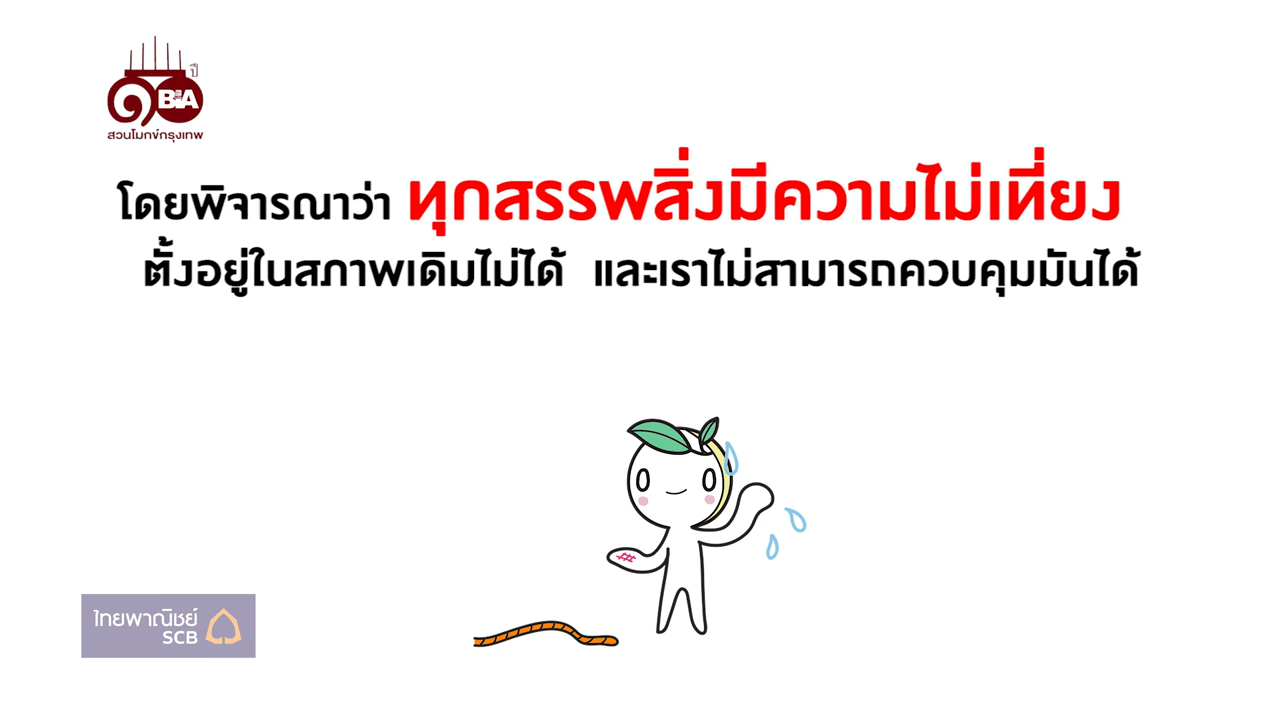 ๑๐ ปี
BIA
สวนโมกข์กรุงเทพ
โดยพิจารณาว่า ทุกสรรพสิ่งมีความไม่เที่ยง
ตั้งอยู่ในสภาพเดิมไม่ได้ และเราไม่สามารถควบคุมมันได้
ไทยพาณิชย์
SCB